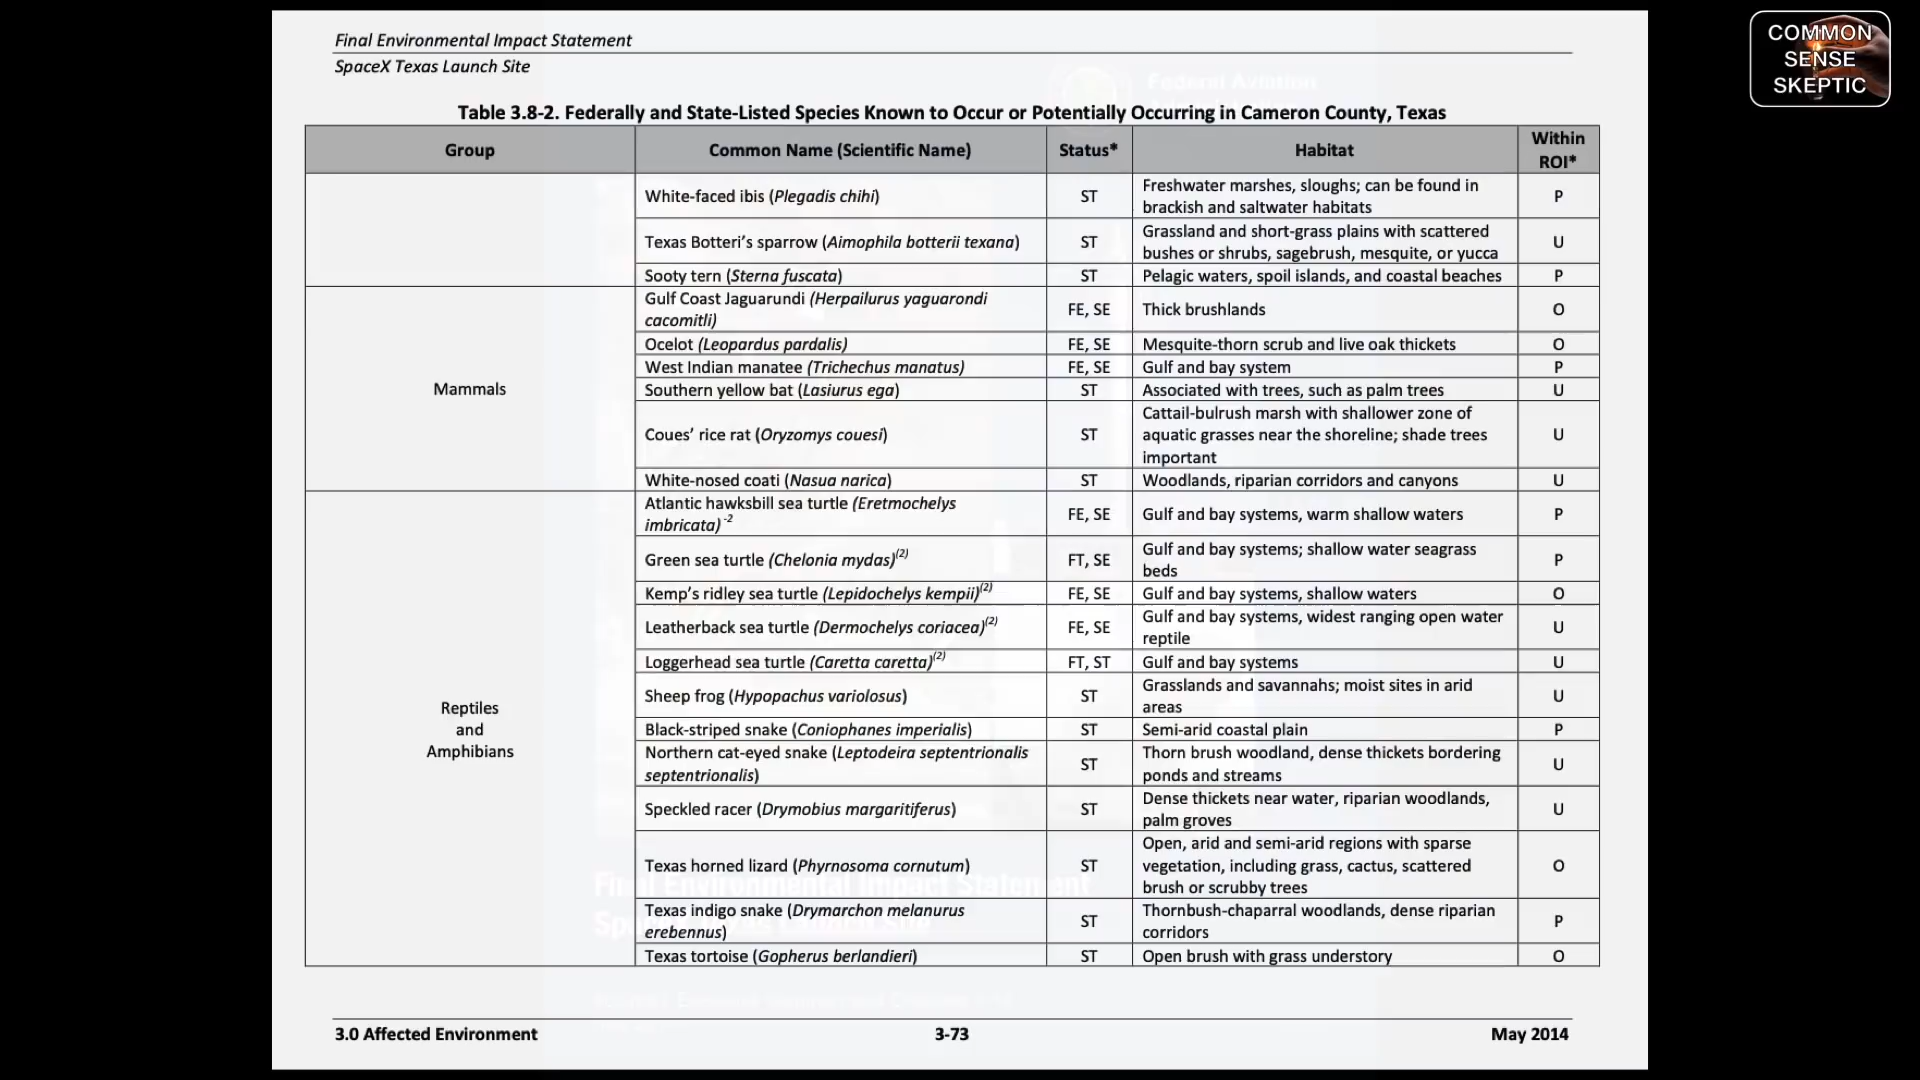 Final Environmental Impact Statement
SpaceX Texas Launch Site
COMMON
SENSE
SKEPTIC
Federal Aviation
Table 3.8-2. Federally and State-Listed Species Known to Occur or Potentially Occurring in Cameron County, Texas
Group Common Name (Scientific Name) Status* Habitat Within ROI*
White-faced ibis (Plegadis chihi) ST Freshwater marshes, sloughs; can be found in brackish and saltwater habitats P
Texas Botteri's sparrow (Aimophila botterii texana) ST Grassland and short-grass plains with scattered bushes or shrubs, sagebrush, mesquite, or yucca U
Sooty tern (Sterna fuscata) ST Pelagic waters, spoil islands, and coastal beaches P
Mammals
Gulf Coast Jaguarundi (Herpailurus yaguarondi cacomitli) FE, SE Thick brushlands O
Ocelot (Leopardus pardalis) FE, SE Mesquite-thorn scrub and live oak thickets O
West Indian manatee (Trichechus manatus) FE, SE Gulf and bay system P
Southern yellow bat (Lasiurus ega) ST Associated with trees, such as palm trees U
Coues' rice rat (Oryzomys couesi) ST Cattail-bulrush marsh with shallower zone of aquatic grasses near the shoreline; shade trees important U
White-nosed coati (Nasua narica) ST Woodlands, riparian corridors and canyons U
Reptiles and Amphibians
Atlantic hawksbill sea turtle (Eretmochelys imbricata) -2 FE, SE Gulf and bay systems, warm shallow waters P
Green sea turtle (Chelonia mydas)(2) FT, SE Gulf and bay systems; shallow water seagrass beds P
Kemp's ridley sea turtle (Lepidochelys kempii)(2) FE, SE Gulf and bay systems, shallow waters O
Leatherback sea turtle (Dermochelys coriacea)(2) FE, SE Gulf and bay systems, widest ranging open water reptile U
Loggerhead sea turtle (Caretta caretta)(2) FT, ST Gulf and bay systems U
Sheep frog (Hypopachus variolosus) ST Grasslands and savannahs; moist sites in arid areas U
Black-striped snake (Coniophanes imperialis) ST Semi-arid coastal plain P
Northern cat-eyed snake (Leptodeira septentrionalis septentrionalis) ST Thorn brush woodland, dense thickets bordering ponds and streams U
Speckled racer (Drymobius margaritiferus) ST Dense thickets near water, riparian woodlands, palm groves U
Texas horned lizard (Phyrnosoma cornutum) ST Open, arid and semi-arid regions with sparse vegetation, including grass, cactus, scattered brush or scrubby trees O
Texas indigo snake (Drymarchon melanurus erebennus) ST Thornbush-chaparral woodlands, dense riparian corridors P
Texas tortoise (Gopherus berlandieri) ST Open brush with grass understory O
Final Environmental Impact Statement
3.0 Affected Environment 3-73 May 2014